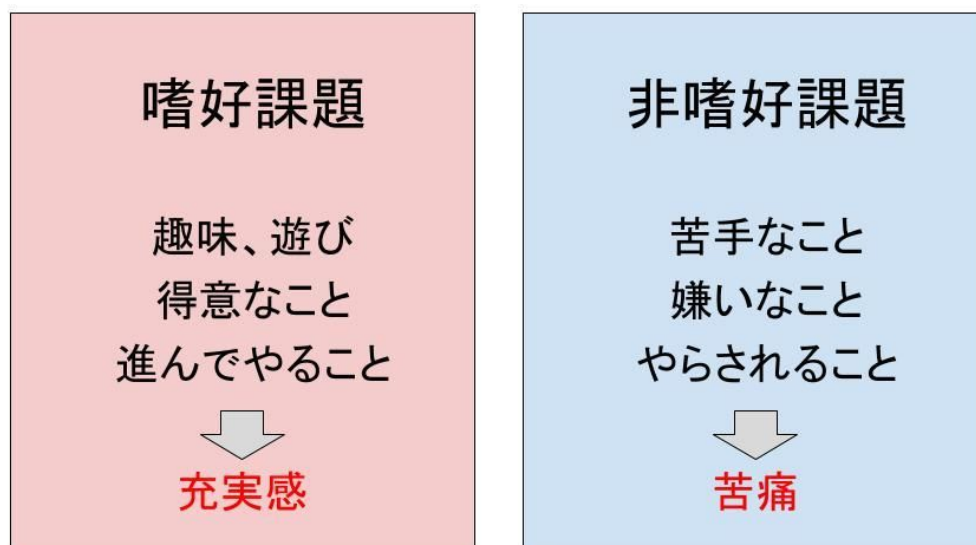 嗜好課題
趣味、遊び
得意なこと
進んでやること
充実感
非嗜好課題
苦手なこと
嫌いなこと
やらされること
苦痛